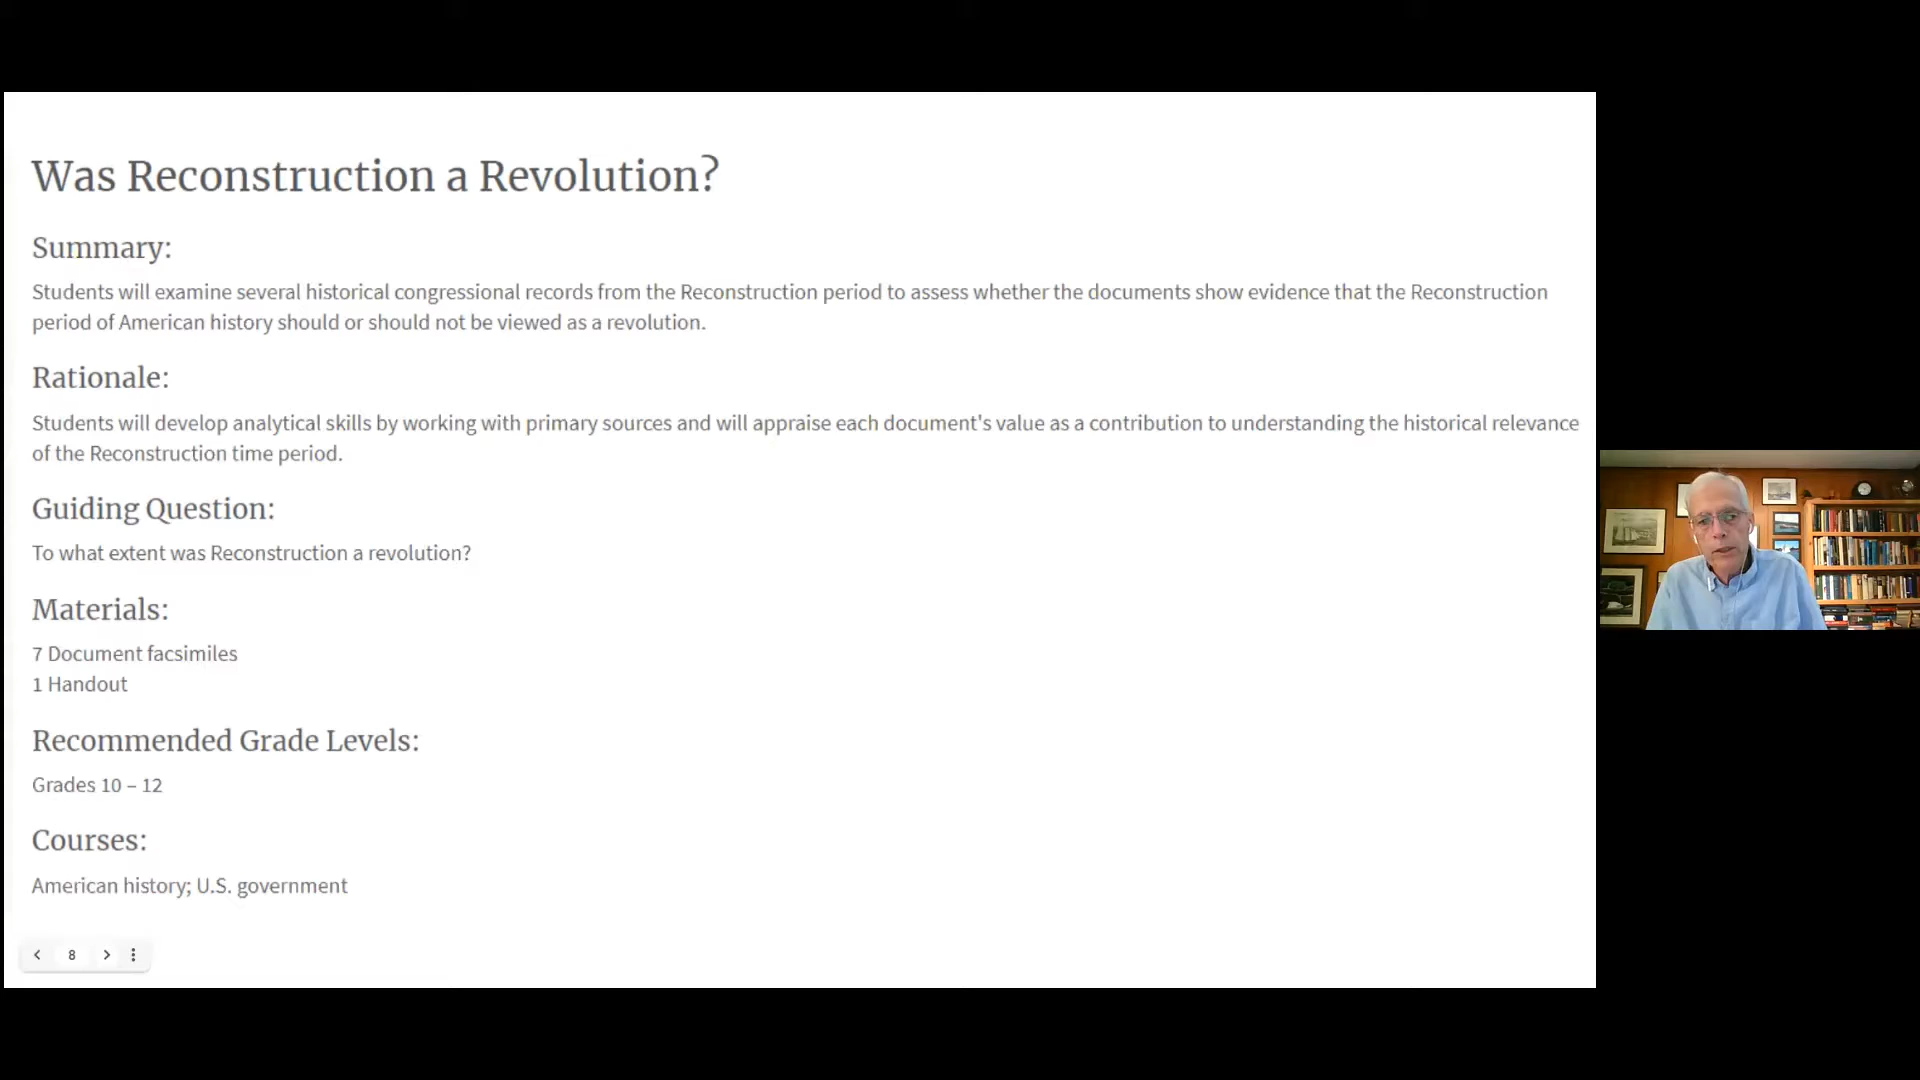 Was Reconstruction a Revolution?
Summary:
Students will examine several historical congressional records from the Reconstruction period to assess whether the documents show evidence that the Reconstruction
period of American history should or should not be viewed as a revolution.
Rationale:
Students will develop analytical skills by working with primary sources and will appraise each document's value as a contribution to understanding the historical relevance
of the Reconstruction time period.
Guiding Question:
To what extent was Reconstruction a revolution?
Materials:
7 Document facsimiles
1 Handout
Recommended Grade Levels:
Grades 10 – 12
Courses:
American history; U.S. government
8